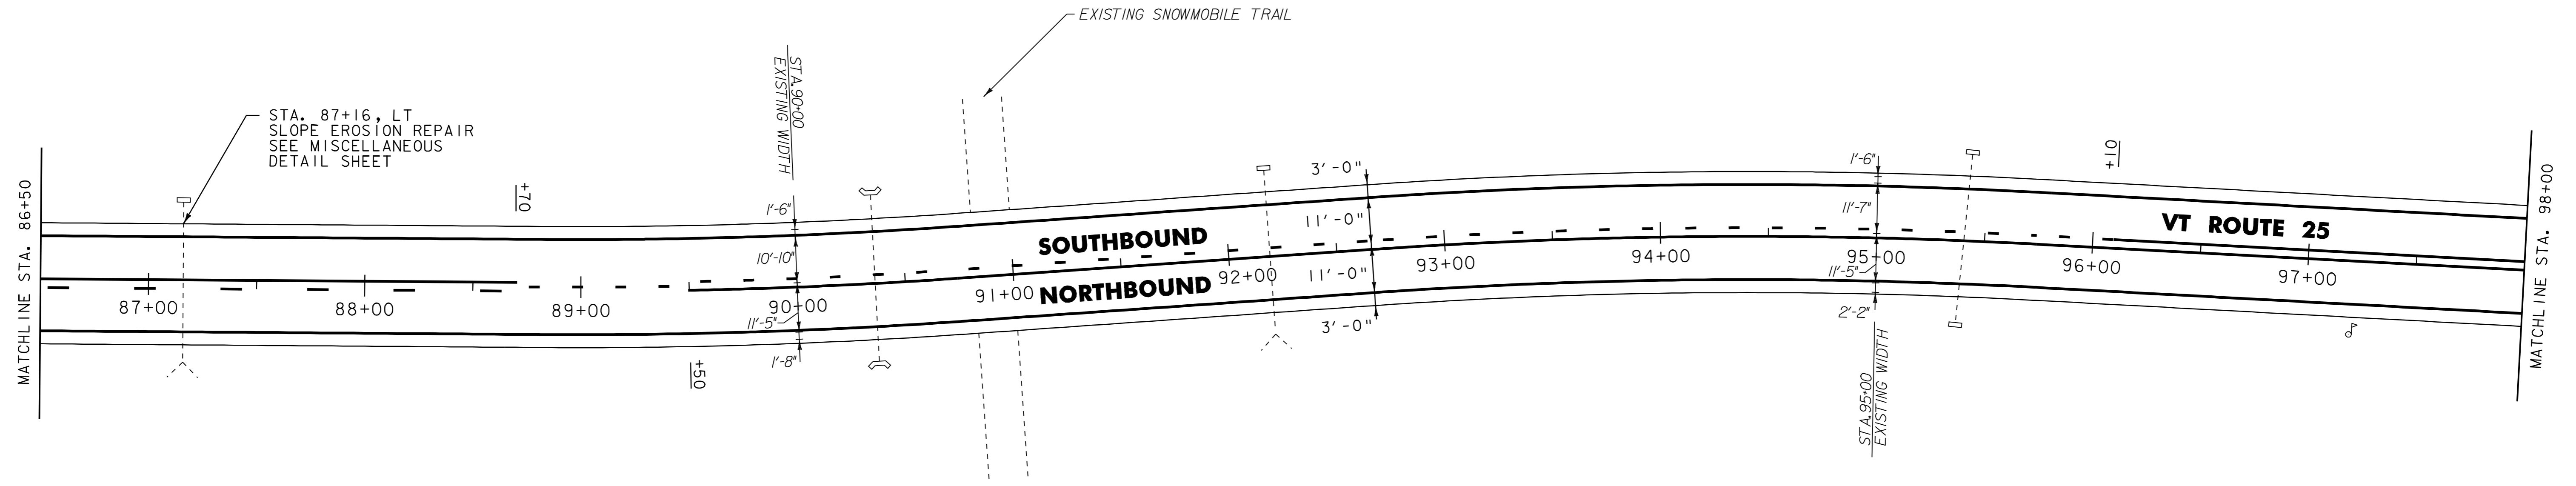 EXISTING SNOWMOBILE TRAIL
STA. 90+00
EXISTING WIDTH
STA. 87+16, LT
SLOPE EROSION REPAIR
SEE MISCELLANEOUS
DETAIL SHEET
MATCHLINE STA. 86+50
+70
1'-6"
10'-10"
11'-5"
1'-8"
+50
3'-0"
11'-0"
11'-0"
3'-0"
SOUTHBOUND
NORTHBOUND
1'-6"
11'-7"
11'-5"
2'-2"
STA. 95+00
EXISTING WIDTH
+10
VT ROUTE 25
87+00
88+00
89+00
90+00
91+00
92+00
93+00
94+00
95+00
96+00
97+00
MATCHLINE STA. 98+00